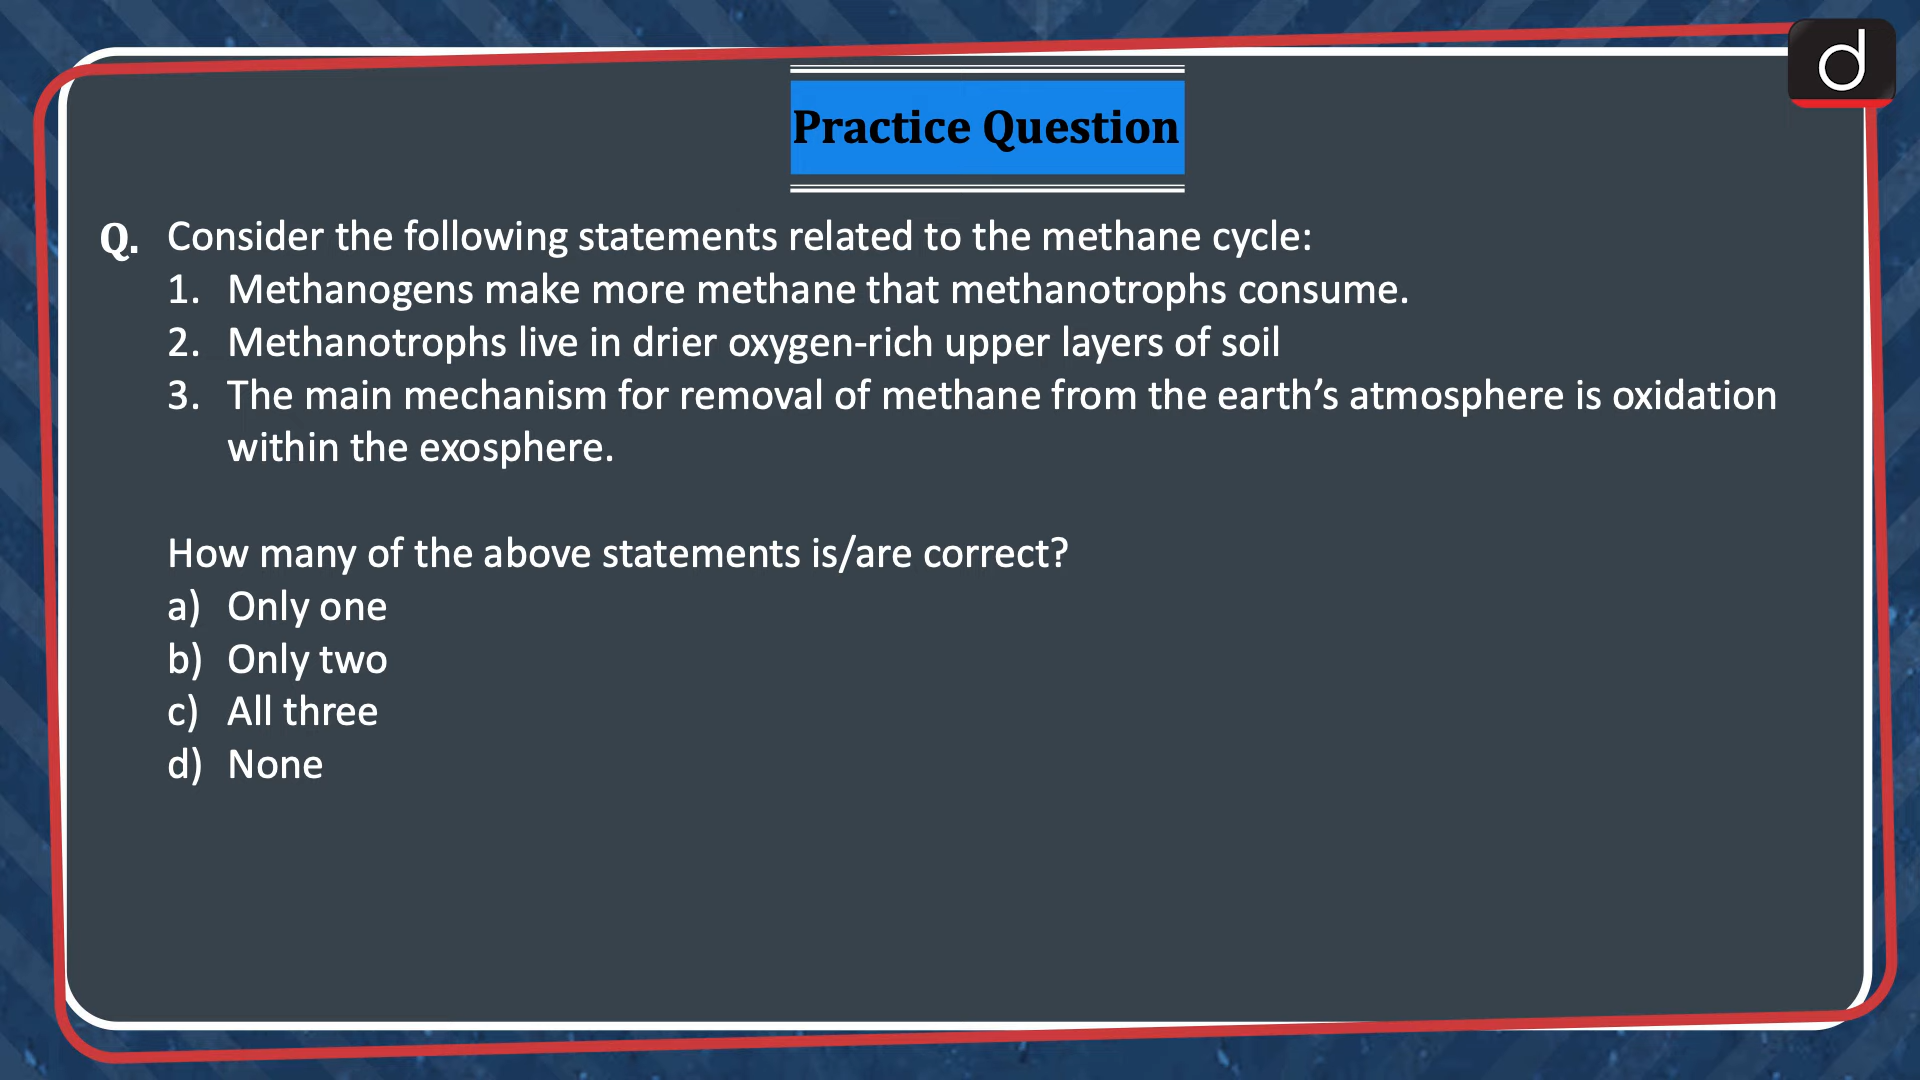 d
Practice Question
Q. Consider the following statements related to the methane cycle:
1. Methanogens make more methane that methanotrophs consume.
2. Methanotrophs live in drier oxygen-rich upper layers of soil
3. The main mechanism for removal of methane from the earth’s atmosphere is oxidation
within the exosphere.
How many of the above statements is/are correct?
a) Only one
b) Only two
c) All three
d) None